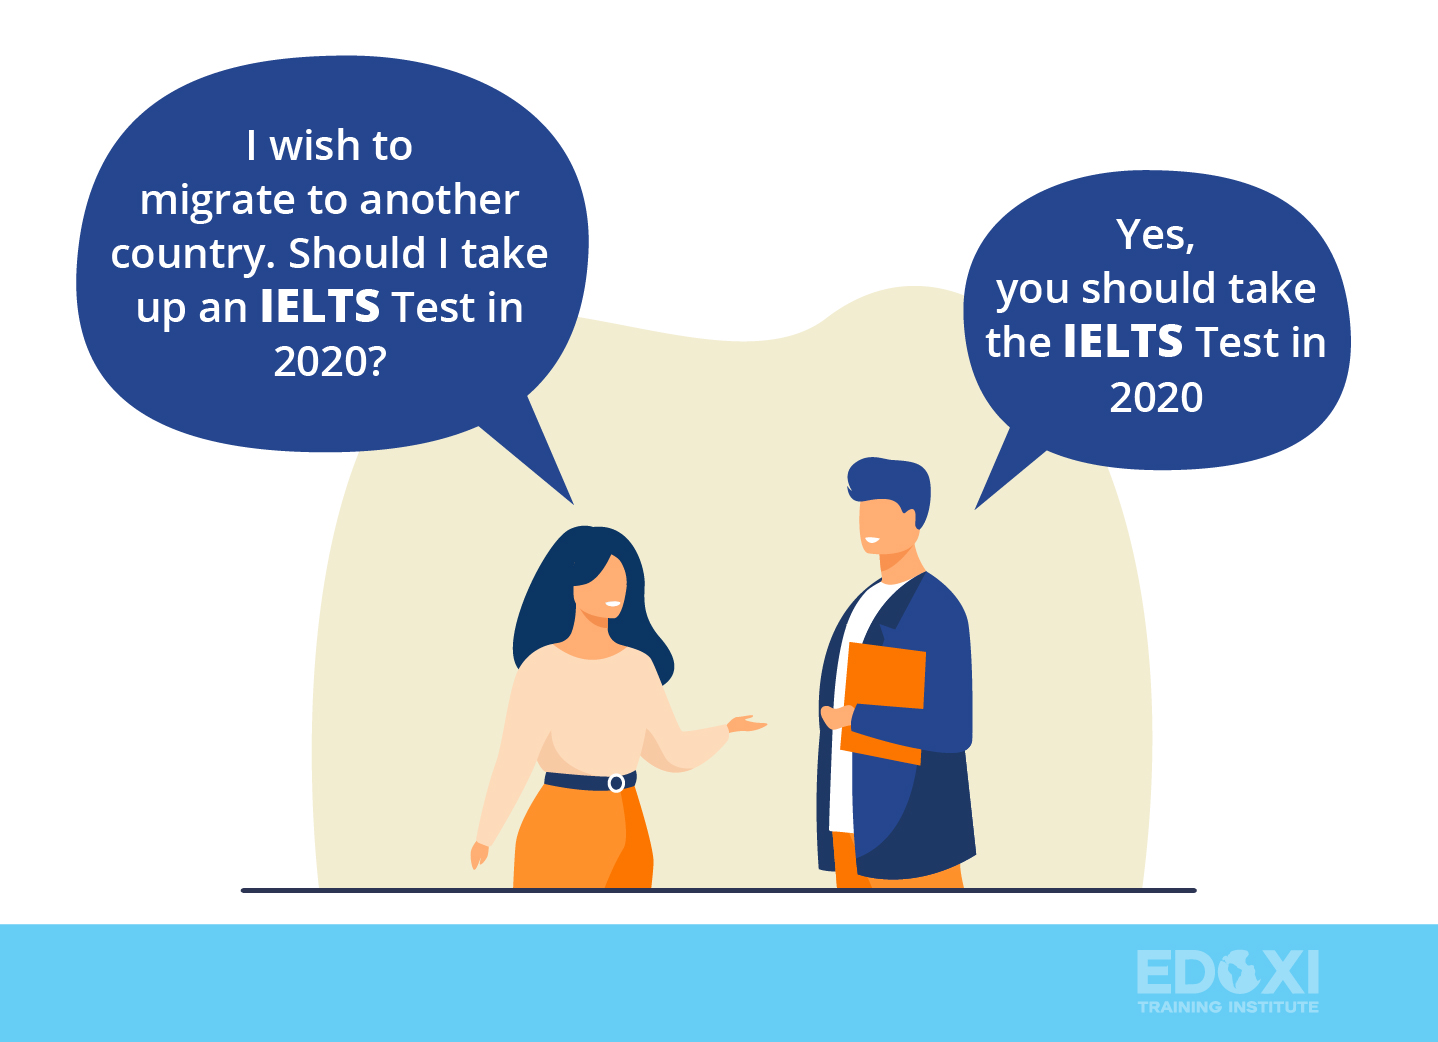 I wish to
migrate to another
country. Should I take
up an IELTS Test in
2020?
Yes,
you should take
the IELTS Test in
2020
EDOXI
TRAINING INSTITUTE